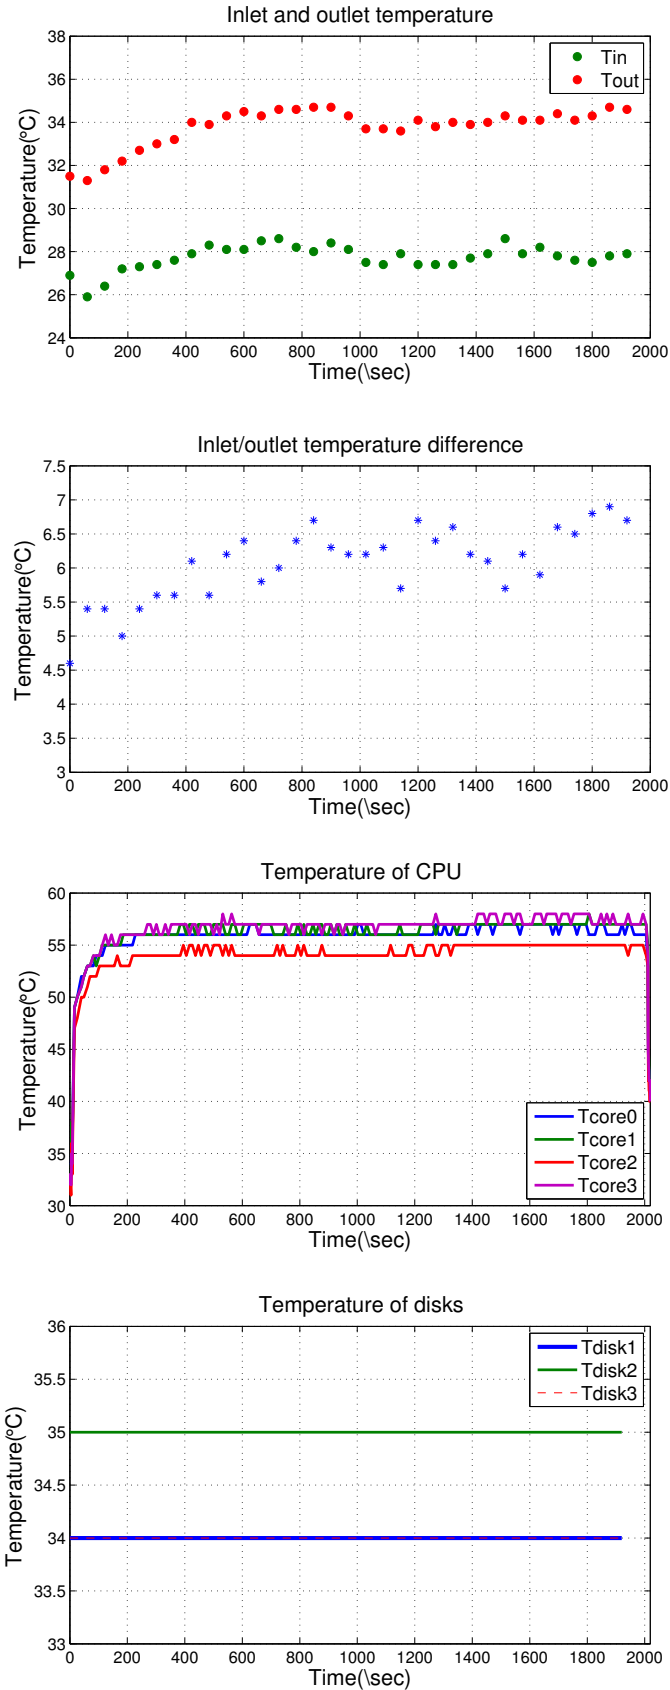 Inlet and outlet temperature
38
36
34
32
30
28
26
24
Temperature(°C)
Tin
Tout
0 200 400 600 800 1000 1200 1400 1600 1800 2000
Time(\sec)
Inlet/outlet temperature difference
7.5
7
6.5
6
5.5
5
4.5
4
3.5
3
Temperature(°C)
0 200 400 600 800 1000 1200 1400 1600 1800 2000
Time(\sec)
Temperature of CPU
60
55
50
45
40
35
30
Temperature(°C)
Tcore0
Tcore1
Tcore2
Tcore3
0 200 400 600 800 1000 1200 1400 1600 1800 2000
Time(\sec)
Temperature of disks
36
35.5
35
34.5
34
33.5
33
Temperature(°C)
Tdisk1
Tdisk2
Tdisk3
0 200 400 600 800 1000 1200 1400 1600 1800 2000
Time(\sec)